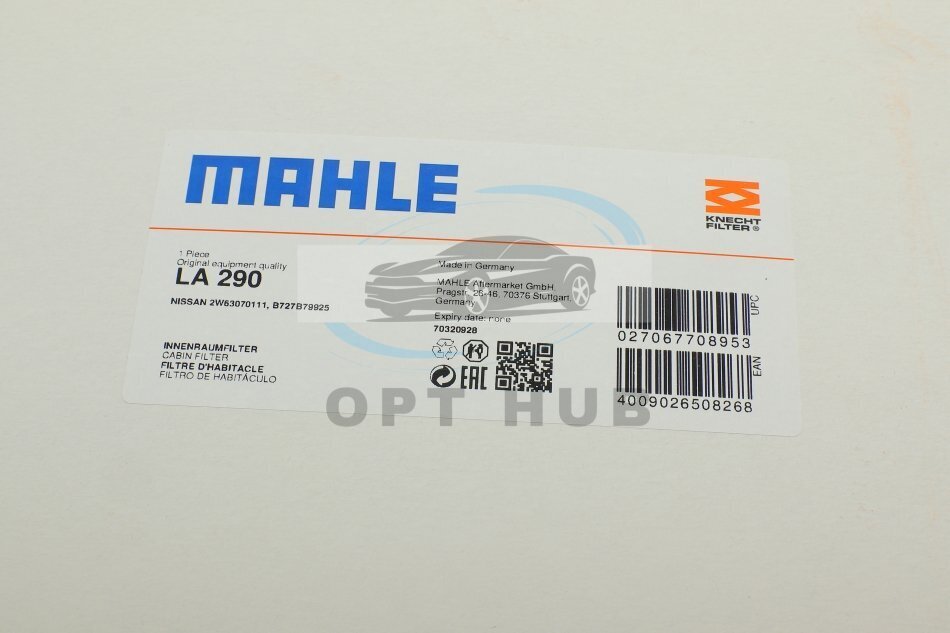 MAHLE
KNECHT
FILTER®
1 Piece
Original equipment quality
LA 290
NISSAN 2W63070111, B727B79925
Made in Germany
MAHLE Aftermarket GmbH,
Pragstr. 26-46, 70376 Stuttgart,
Germany
Expiry date: none
70320928
INNENRAUMFILTER
CABIN FILTER
FILTRE D'HABITACLE
FILTRO DE HABITÁCULO
EAC
UPC
027067708953
EAN
4009026508268
OPT HUB